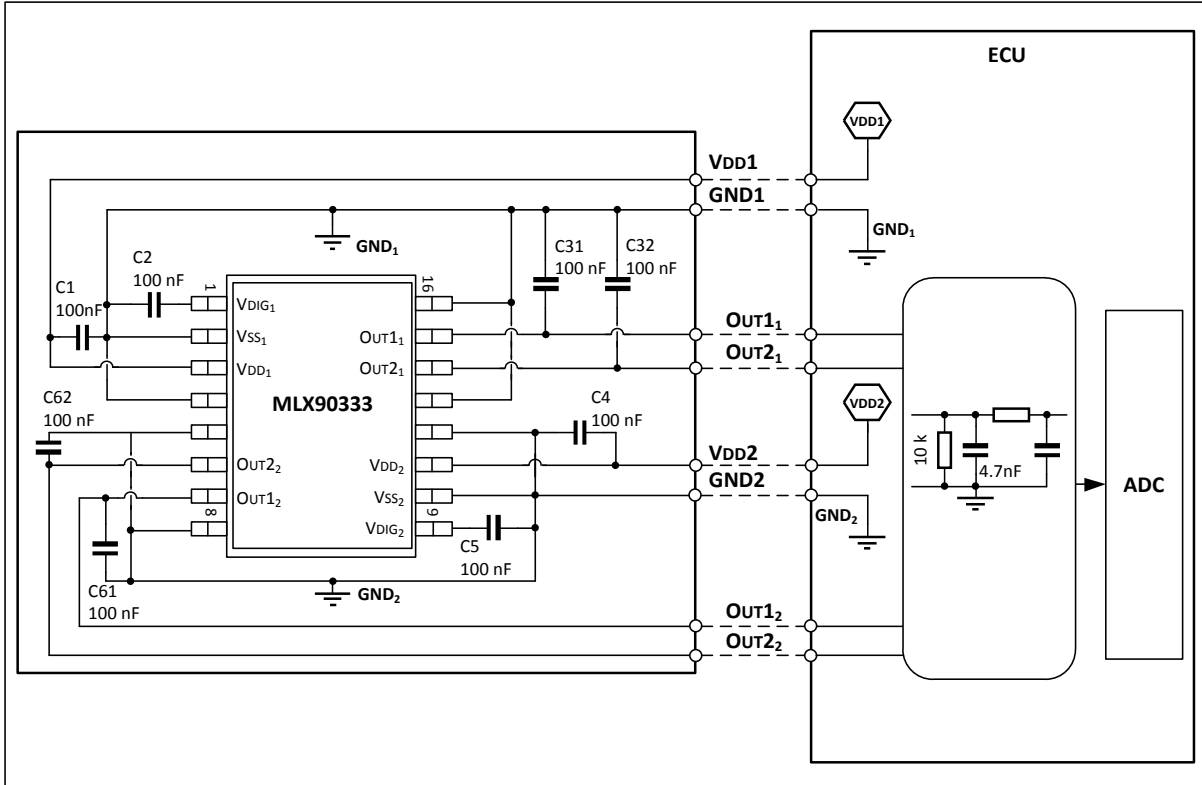 ECU
VDD1
VDD1
GND1
GND₁
GND₁
C31
100 nF
C32
100 nF
C2
100 nF
C1
100nF
1
16
VDIG₁
VSS₁
OUT1₁
VDD₁
OUT2₁
OUT1₁
OUT2₁
MLX90333
C62
100 nF
C4
100 nF
VDD2
VDD2
GND2
GND₂
OUT2₂
VDD₂
OUT1₂
VSS₂
8
9
VDIG₂
C5
100 nF
C61
100 nF
GND₂
10 k
4.7nF
ADC
OUT1₂
OUT2₂